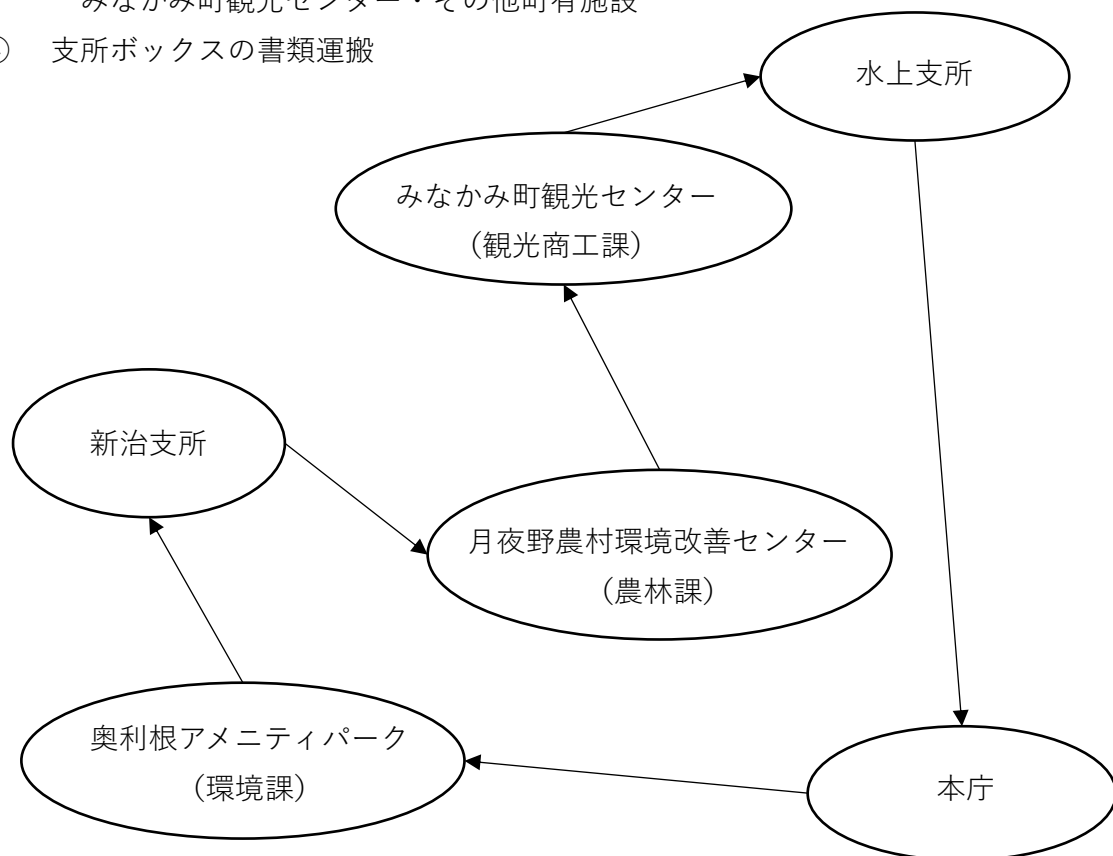 みなかみ町観光センター・その他町有施設
支所ボックスの書類運搬
水上支所
みなかみ町観光センター
（観光商工課）
新治支所
月夜野農村環境改善センター
（農林課）
奥利根アメニティパーク
（環境課）
本庁